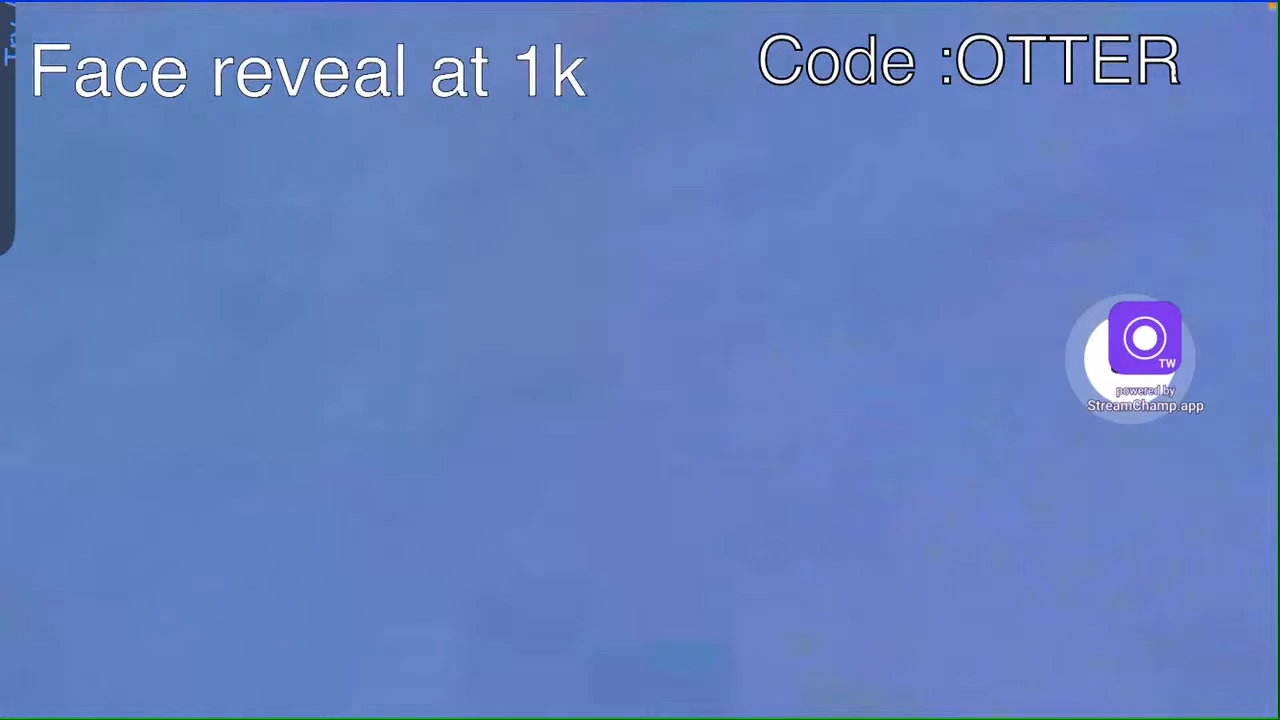 Face reveal at 1k
Code :OTTER
TW
powered by
StreamChamp.app